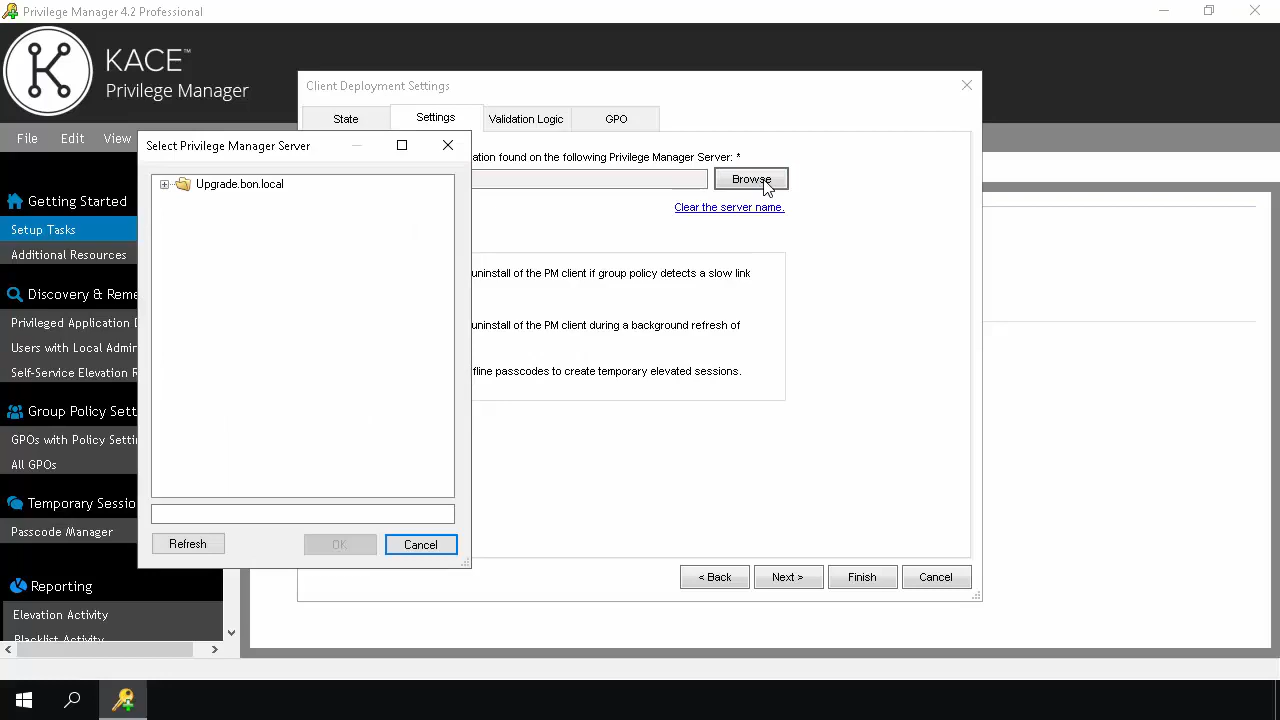 Privilege Manager 4.2 Professional
KACE™
Privilege Manager
File Edit View
Getting Started
Setup Tasks
Additional Resources
Discovery & Reme
Privileged Application D
Users with Local Admin
Self-Service Elevation R
Group Policy Sett
GPOs with Policy Settin
All GPOs
Temporary Sessio
Passcode Manager
Reporting
Elevation Activity
Blacklist Activity
Client Deployment Settings
State Settings Validation Logic GPO
ation found on the following Privilege Manager Server: *
Browse
Clear the server name.
uninstall of the PM client if group policy detects a slow link
uninstall of the PM client during a background refresh of
fline passcodes to create temporary elevated sessions.
< Back Next > Finish Cancel
Select Privilege Manager Server
Upgrade.bon.local
Refresh OK Cancel